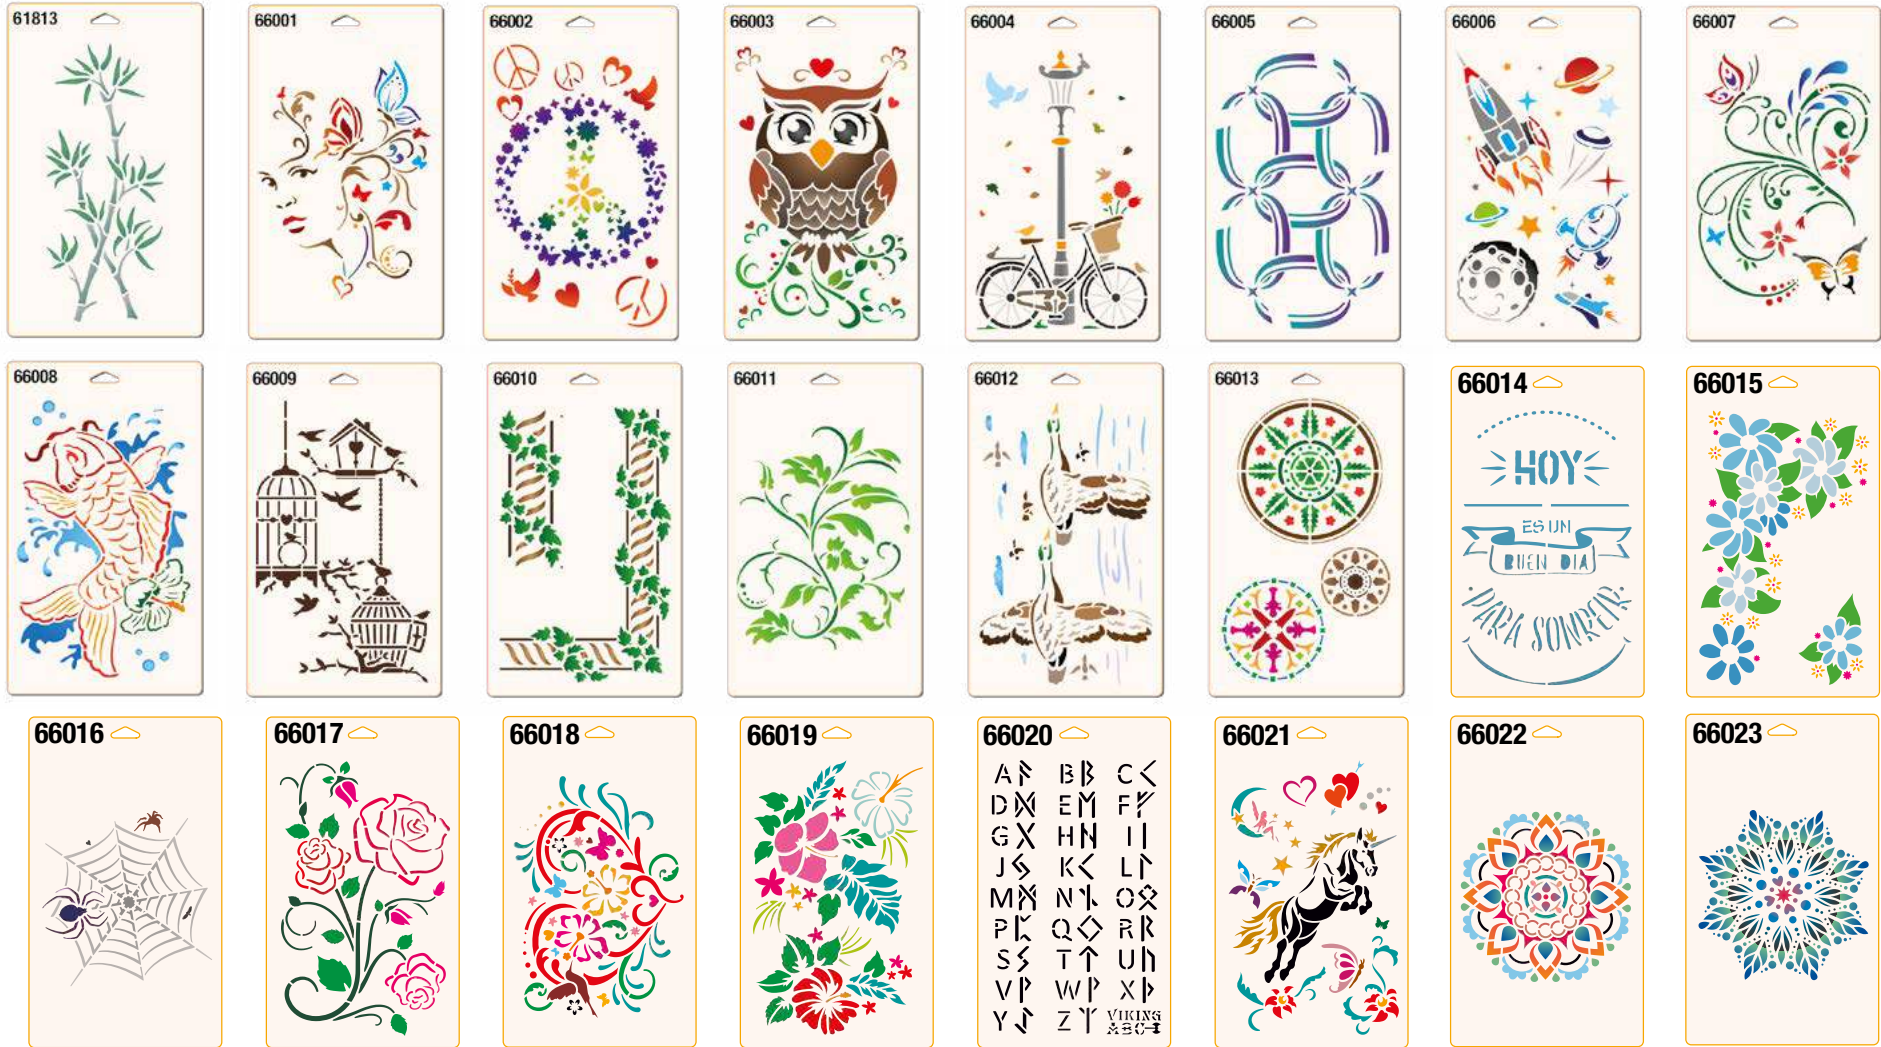 61813
66001
66002
66003
66004
66005
66006
66007
66008
66009
66010
66011
66012
66013
66014
HOY
ES UN
BUEN DIA
PARA SONREIR
66015
66016
66017
66018
66019
66020
A ᚨ B ᛒ C ᚲ
D ᛞ E ᛖ F ᚠ
G ᚷ H ᚺ I ᛁ
J ᛃ K ᚲ L ᛚ
M ᛗ N ᚾ O ᛟ
P ᛈ Q ᛜ R ᚱ
S ᛊ T ᛏ U ᚢ
V ᚹ W ᚹ X ᚦ
Y ᛇ Z ᛉ VIKING
ABC
66021
66022
66023